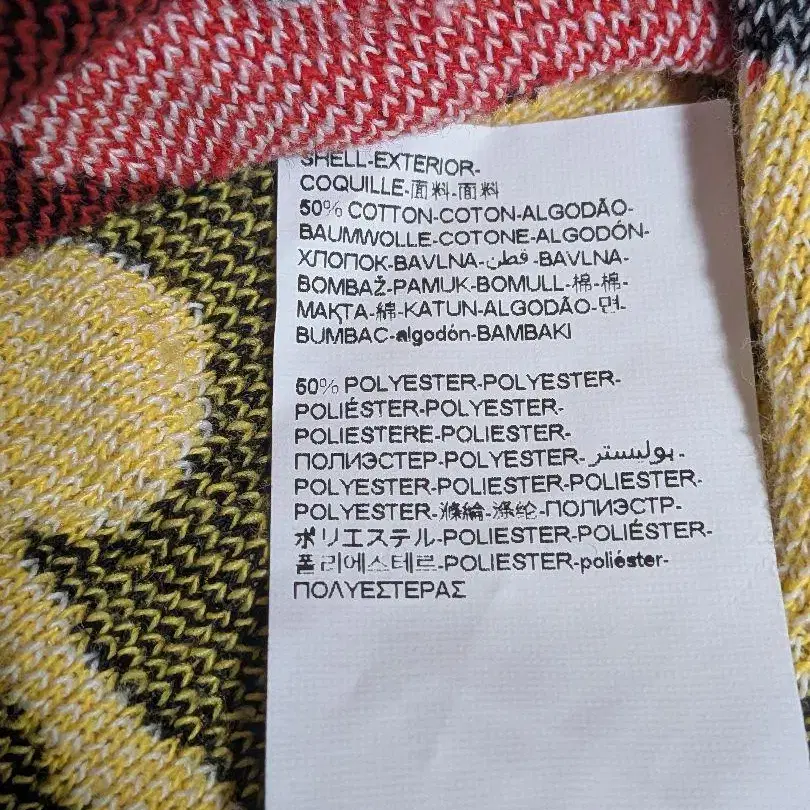 SHELL-EXTERIOR-
COQUILLE-面料-面料
50% COTTON-COTON-ALGODÃO-
BAUMWOLLE-COTONE-ALGODÓN-
ХЛОПОК-BAVLNA-قطن-BAVLNA-
BOMBAŽ-PAMUK-BOMULL-棉-棉-
МАҚТА-綿-KATUN-ALGODÃO-면-
BUMBAC-algodón-BAMBAKI
50% POLYESTER-POLYESTER-
POLIÉSTER-POLYESTER-
POLIESTERE-POLIESTER-
ПОЛИЭСТЕР-POLYESTER-بوليستر-
POLYESTER-POLIESTER-POLIESTER-
POLYESTER-滌綸-涤纶-ПОЛИЭСТР-
ポリエステル-POLIESTER-POLIÉSTER-
폴리에스테르-POLIESTER-poliéster-
ΠΟΛΥΕΣΤΕΡΑΣ